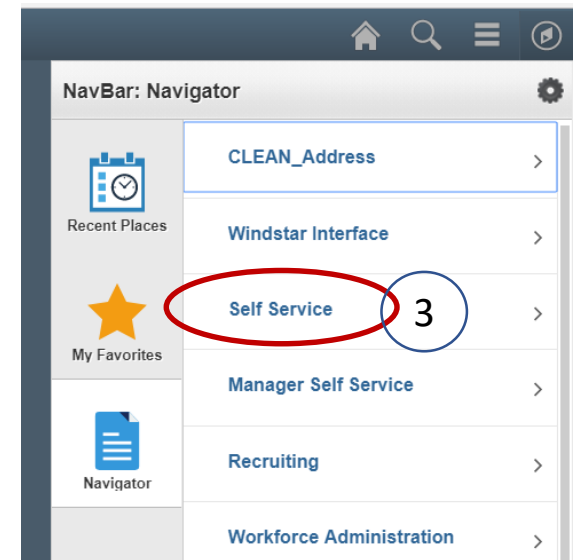 NavBar: Navigator
CLEAN_Address
Recent Places
Windstar Interface
Self Service
3
My Favorites
Manager Self Service
Recruiting
Navigator
Workforce Administration